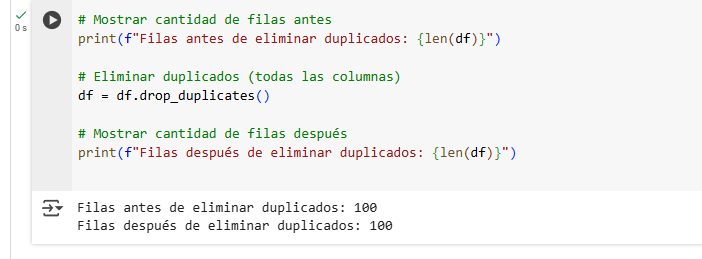 # Mostrar cantidad de filas antes
0 s
print(f"Filas antes de eliminar duplicados: {len(df)}")
# Eliminar duplicados (todas las columnas)
df = df.drop_duplicates()
# Mostrar cantidad de filas después
print(f"Filas después de eliminar duplicados: {len(df)}")
Filas antes de eliminar duplicados: 100
Filas después de eliminar duplicados: 100